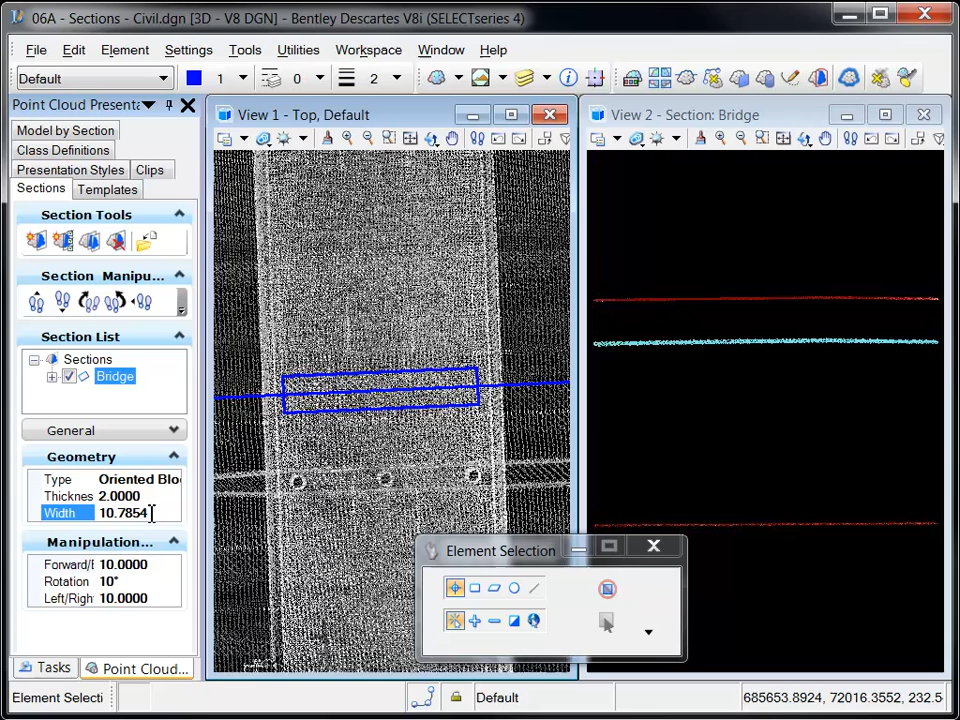 06A - Sections - Civil.dgn [3D - V8 DGN] - Bentley Descartes V8i (SELECTseries 4)
File Edit Element Settings Tools Utilities Workspace Window Help
Default 1 0 2
Point Cloud Presenta
View 1 - Top, Default
View 2 - Section: Bridge
Model by Section
Class Definitions
Presentation Styles Clips
Sections Templates
Section Tools
Section Manipu...
Section List
Sections
Bridge
General
Geometry
Type Oriented Blo
Thicknes 2.0000
Width 10.7854
Manipulation...
Forward/E 10.0000
Rotation 10°
Left/Righ 10.0000
Element Selection
Tasks Point Cloud...
Element Selecti Default 685653.8924, 72016.3552, 232.5